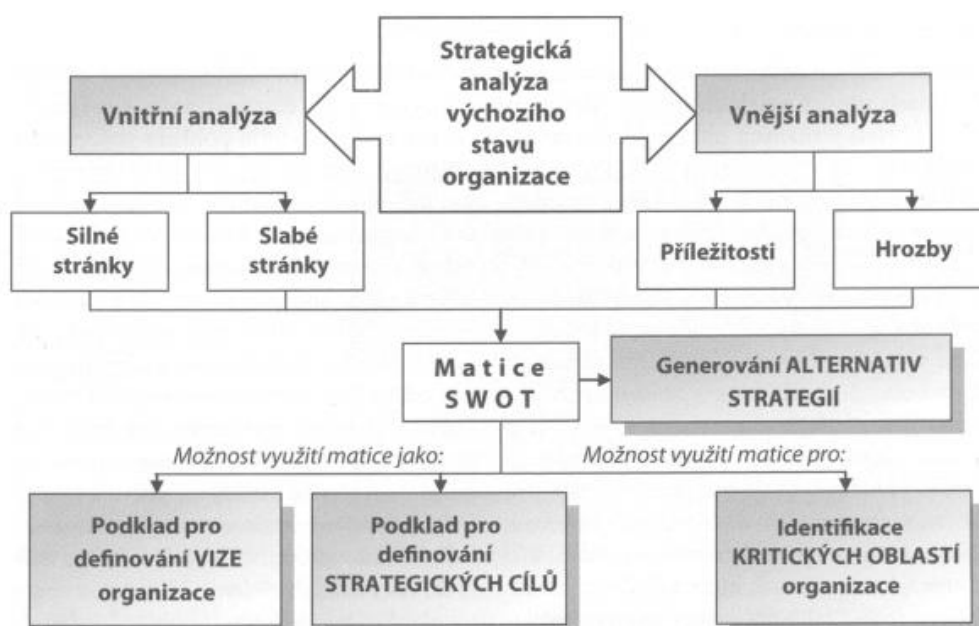 Strategická
analýza
výchozího
stavu
organizace
Vnitřní analýza
Vnější analýza
Silné
stránky
Slabé
stránky
Příležitosti
Hrozby
M a t i c e
S W O T
Generování ALTERNATIV
STRATEGIÍ
Možnost využití matice jako:
Možnost využití matice pro:
Podklad pro
definování VIZE
organizace
Podklad pro
definování
STRATEGICKÝCH CÍLŮ
Identifikace
KRITICKÝCH OBLASTÍ
organizace